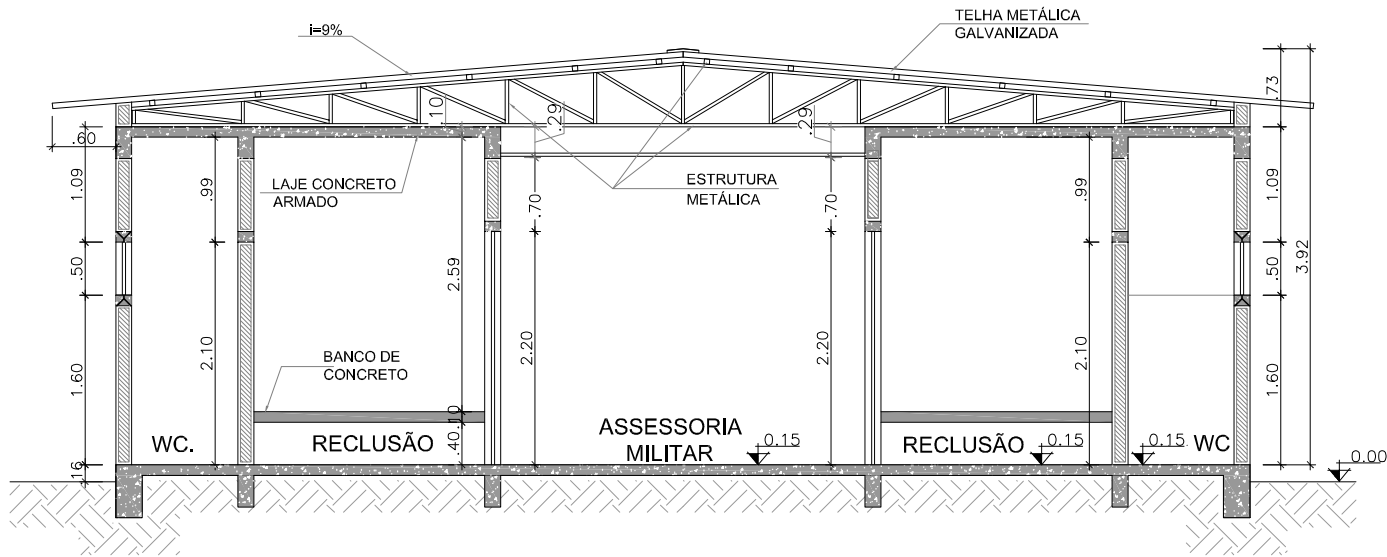 TELHA METÁLICA
GALVANIZADA
i=9%
.73
.10
.29
.29
.60
1.09
.99
LAJE CONCRETO
ARMADO
.70
ESTRUTURA
METÁLICA
.70
.99
1.09
3.92
.50
2.59
.50
2.20
2.20
2.10
2.10
1.60
1.60
BANCO DE
CONCRETO
.10
.40
WC.
RECLUSÃO
ASSESSORIA
MILITAR
0.15
RECLUSÃO
0.15
0.15
WC
.16
0.00